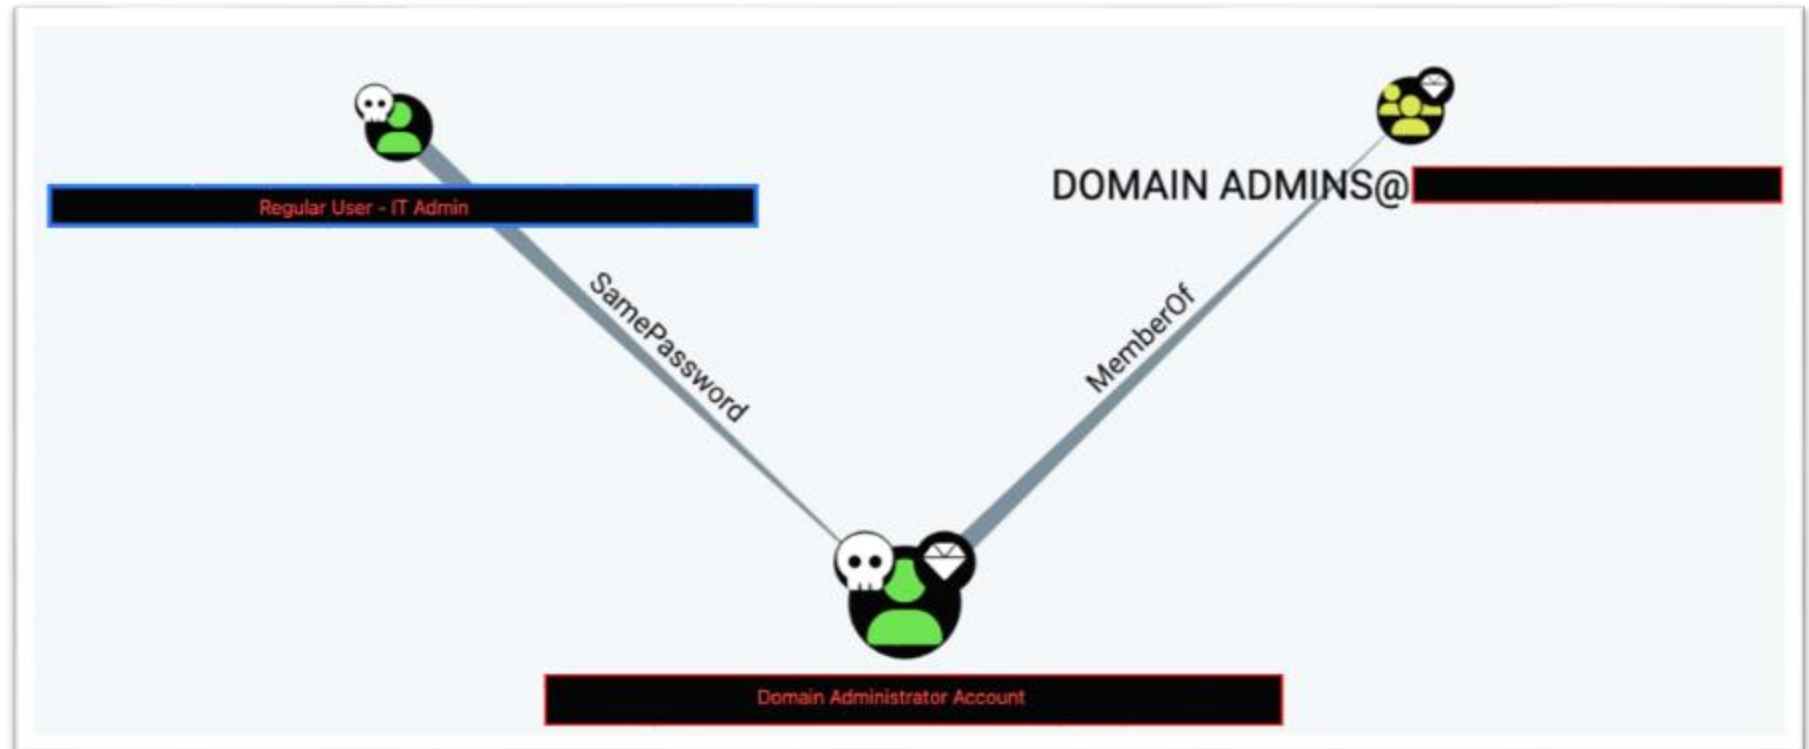 DOMAIN ADMINS@
Regular User - IT Admin
SamePassword
MemberOf
Domain Administrator Account